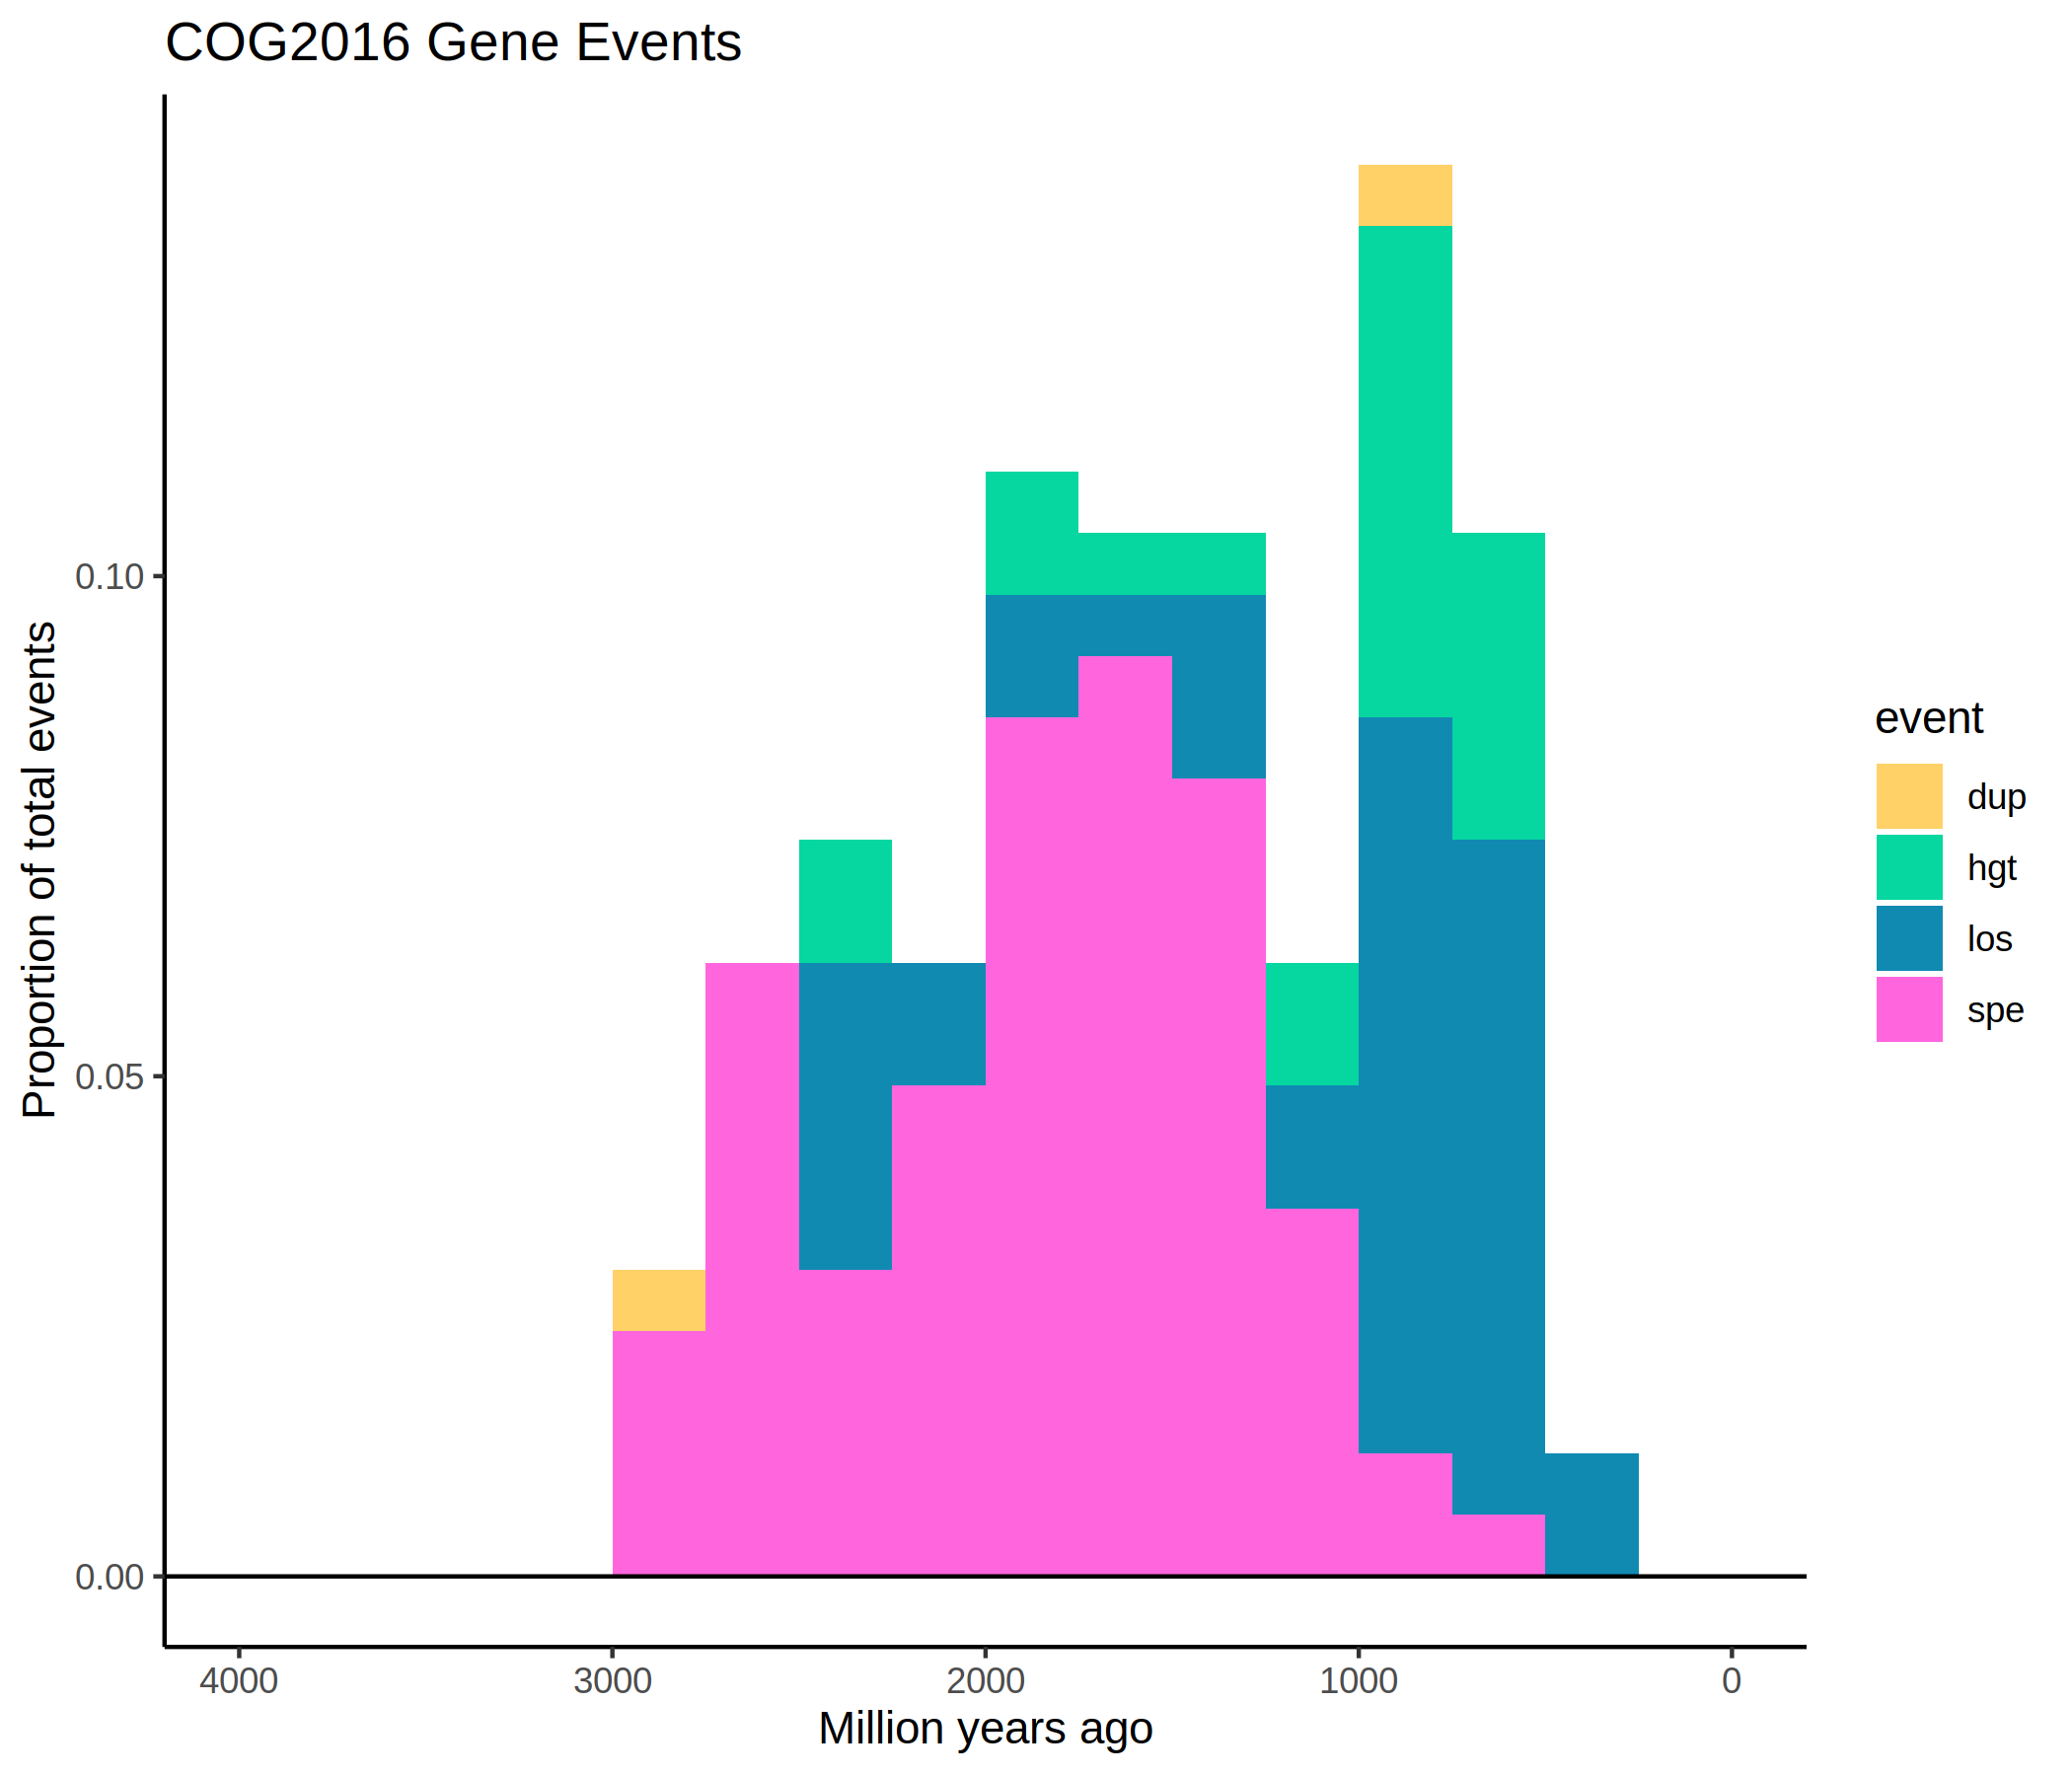 COG2016 Gene Events
Proportion of total events
0.10
0.05
0.00
4000 3000 2000 1000 0
Million years ago
event
dup
hgt
los
spe